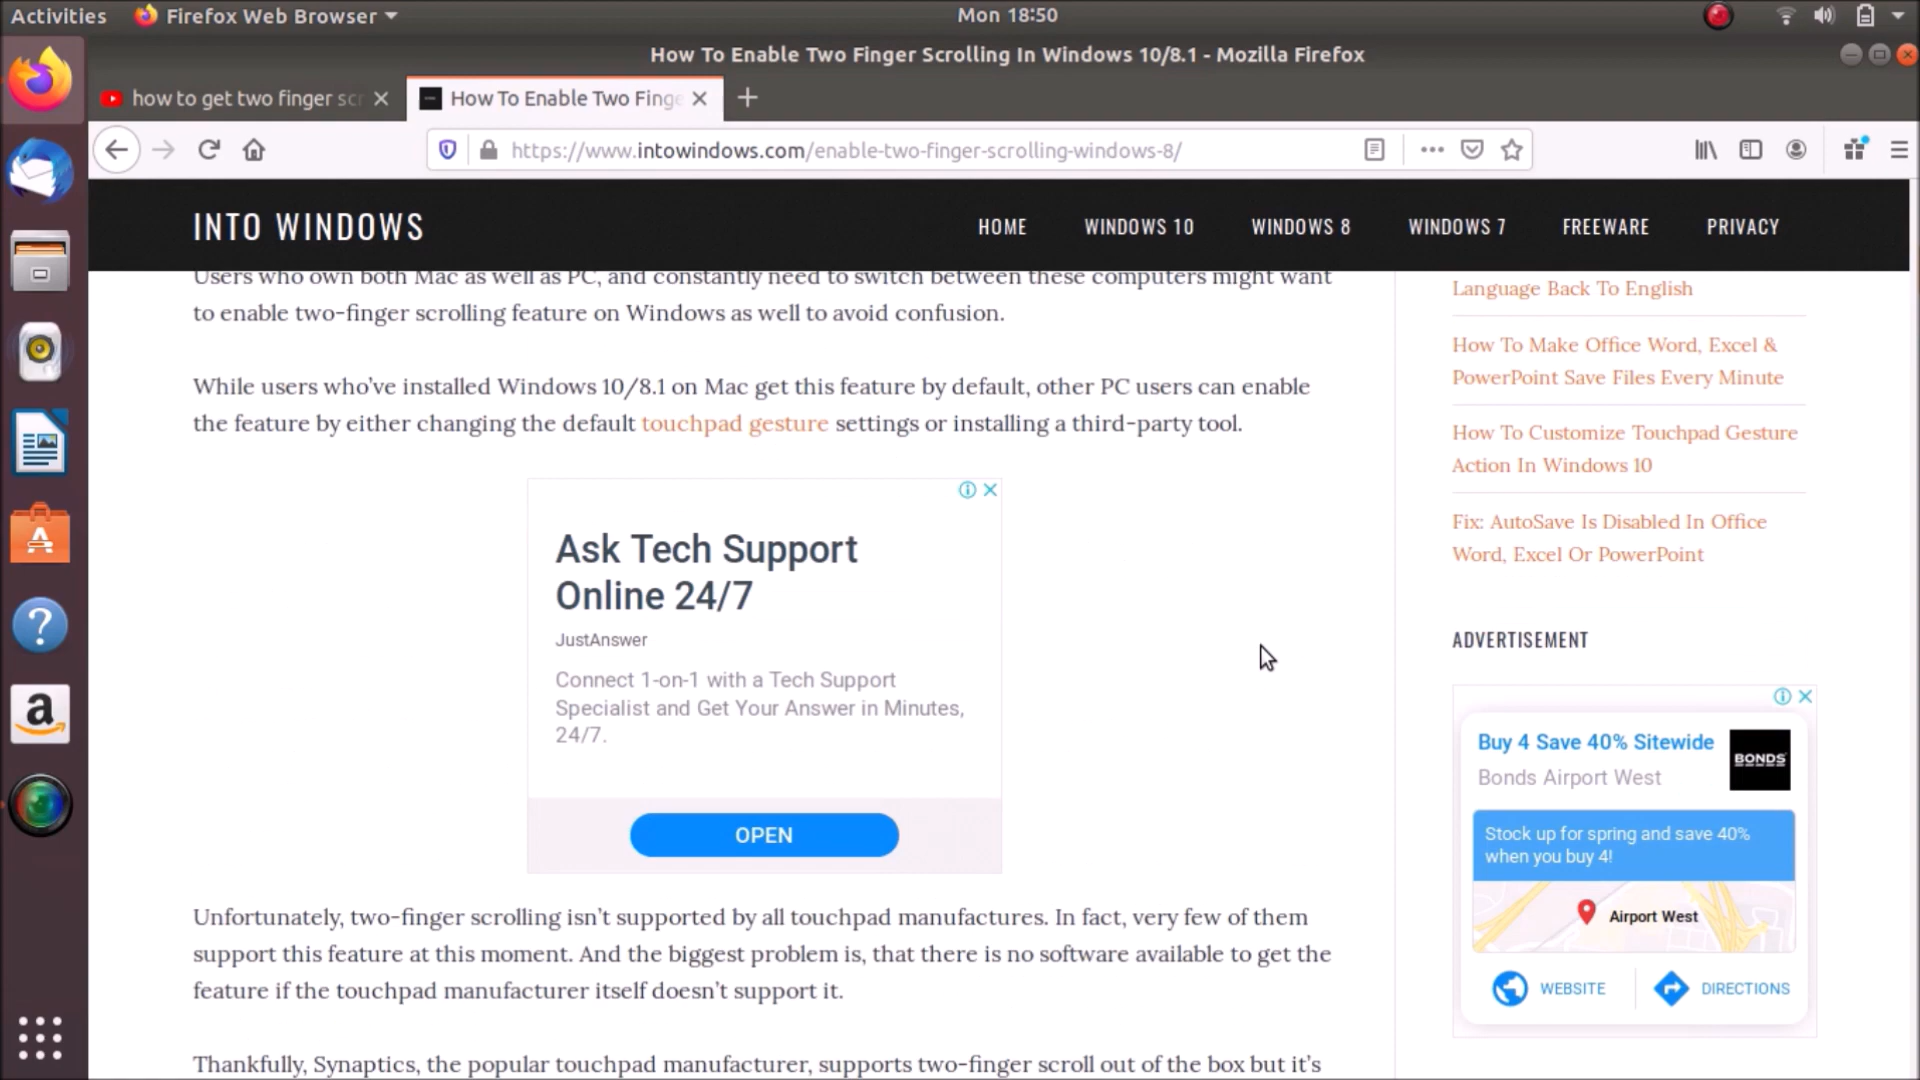 Activities
Firefox Web Browser
Mon 18:50
How To Enable Two Finger Scrolling In Windows 10/8.1 - Mozilla Firefox
how to get two finger scr
How To Enable Two Finge
https://www.intowindows.com/enable-two-finger-scrolling-windows-8/
INTO WINDOWS
HOME
WINDOWS 10
WINDOWS 8
WINDOWS 7
FREEWARE
PRIVACY
Users who own both Mac as well as PC, and constantly need to switch between these computers might want
to enable two-finger scrolling feature on Windows as well to avoid confusion.
While users who’ve installed Windows 10/8.1 on Mac get this feature by default, other PC users can enable
the feature by either changing the default touchpad gesture settings or installing a third-party tool.
Ask Tech Support
Online 24/7
JustAnswer
Connect 1-on-1 with a Tech Support
Specialist and Get Your Answer in Minutes,
24/7.
OPEN
Unfortunately, two-finger scrolling isn’t supported by all touchpad manufactures. In fact, very few of them
support this feature at this moment. And the biggest problem is, that there is no software available to get the
feature if the touchpad manufacturer itself doesn’t support it.
Thankfully, Synaptics, the popular touchpad manufacturer, supports two-finger scroll out of the box but it’s
Language Back To English
How To Make Office Word, Excel &
PowerPoint Save Files Every Minute
How To Customize Touchpad Gesture
Action In Windows 10
Fix: AutoSave Is Disabled In Office
Word, Excel Or PowerPoint
ADVERTISEMENT
Buy 4 Save 40% Sitewide
Bonds Airport West
BONDS
Stock up for spring and save 40%
when you buy 4!
Airport West
WEBSITE
DIRECTIONS